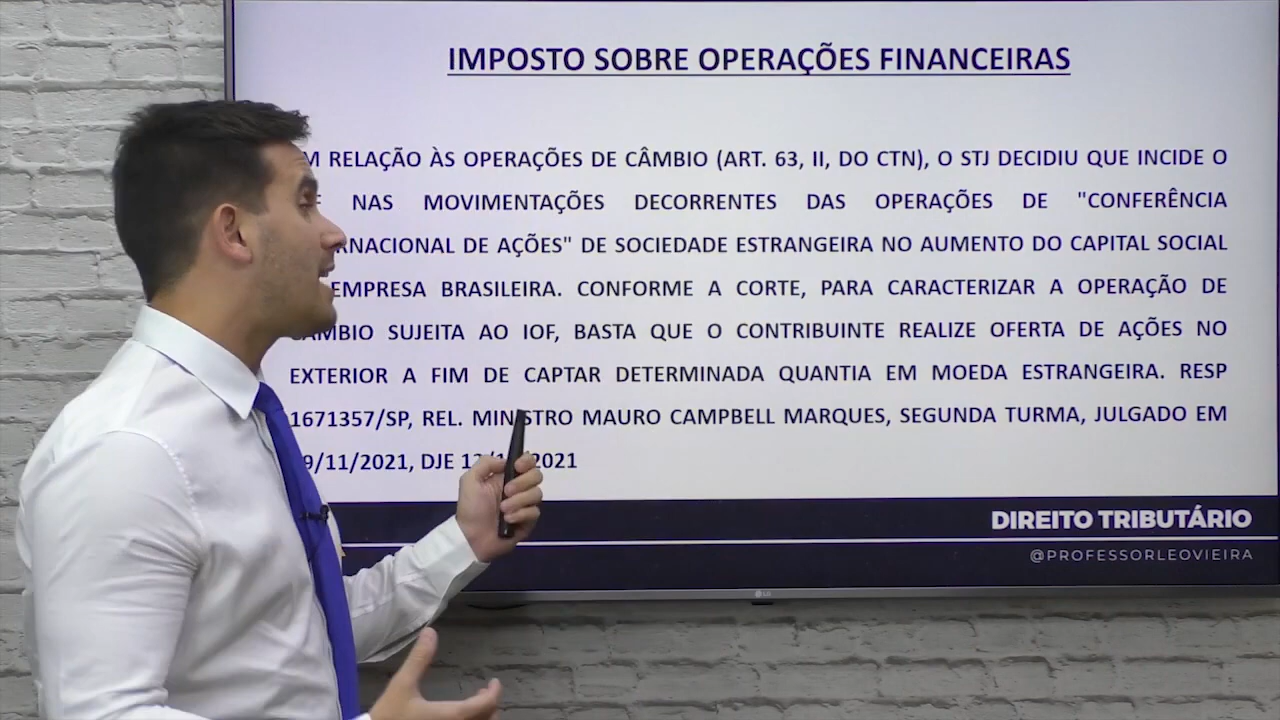 IMPOSTO SOBRE OPERAÇÕES FINANCEIRAS
RELAÇÃO ÀS OPERAÇÕES DE CÂMBIO (ART. 63, II, DO CTN), O STJ DECIDIU QUE INCIDE O
NAS MOVIMENTAÇÕES DECORRENTES DAS OPERAÇÕES DE "CONFERÊNCIA
RNACIONAL DE AÇÕES" DE SOCIEDADE ESTRANGEIRA NO AUMENTO DO CAPITAL SOCIAL
EMPRESA BRASILEIRA. CONFORME A CORTE, PARA CARACTERIZAR A OPERAÇÃO DE
CÂMBIO SUJEITA AO IOF, BASTA QUE O CONTRIBUINTE REALIZE OFERTA DE AÇÕES NO
EXTERIOR A FIM DE CAPTAR DETERMINADA QUANTIA EM MOEDA ESTRANGEIRA. RESP
1671357/SP, REL. MINISTRO MAURO CAMPBELL MARQUES, SEGUNDA TURMA, JULGADO EM
9/11/2021, DJE 2021
DIREITO TRIBUTÁRIO
@PROFESSORLEOVIEIRA
LG